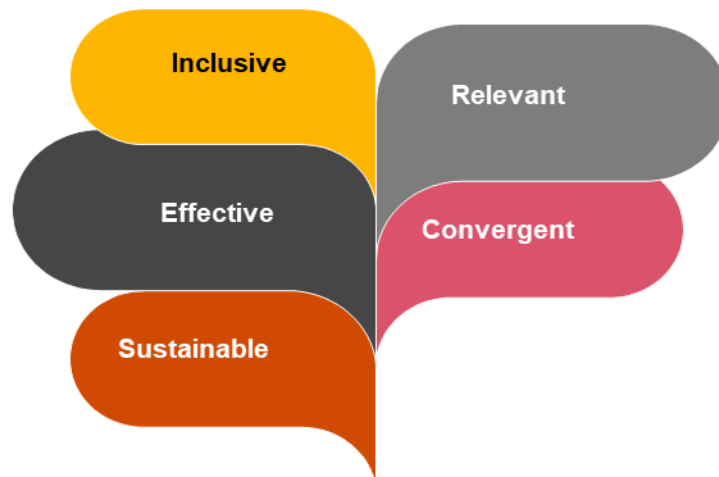 Inclusive
Relevant
Effective
Convergent
Sustainable